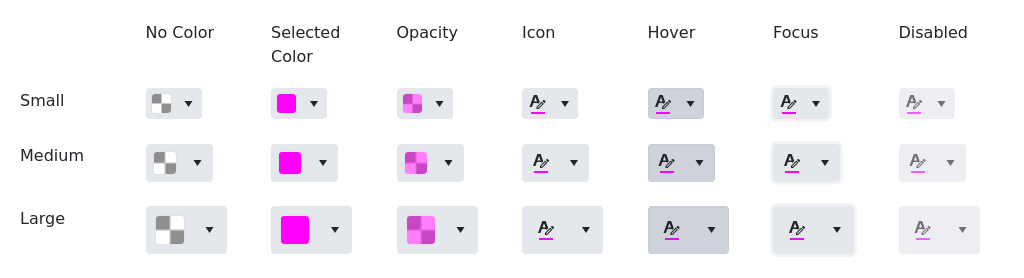 No Color Selected Color Opacity Icon Hover Focus Disabled
Small
Medium
Large